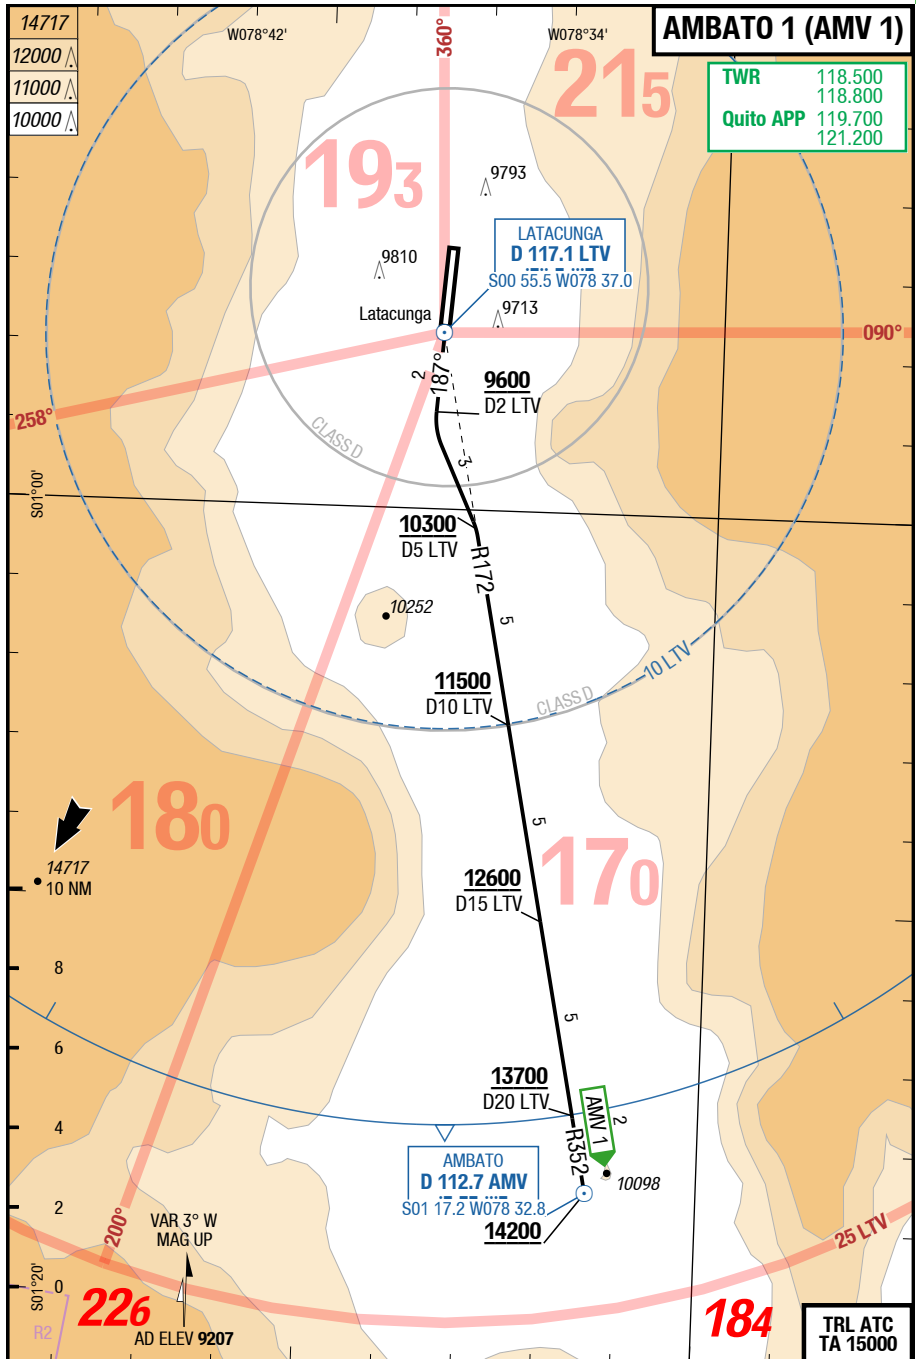 14717
12000
11000
10000
W078°42'
360°
W078°34'
AMBATO 1 (AMV 1)
TWR 118.500
118.800
Quito APP 119.700
121.200
215
193
9793
9810
LATACUNGA
D 117.1 LTV
S00 55.5 W078 37.0
Latacunga
9713
090°
2
187°
9600
D2 LTV
258°
CLASS D
3
S01°00'
10300
D5 LTV
R172
10252
5
10 LTV
11500
D10 LTV
CLASS D
180
5
170
14717
10 NM
12600
D15 LTV
8
5
6
13700
D20 LTV
AMV 1
2
4
R352
AMBATO
D 112.7 AMV
S01 17.2 W078 32.8
10098
2
14200
200°
VAR 3° W
MAG UP
25 LTV
S01°20'
0
226
184
R2
AD ELEV 9207
TRL ATC
TA 15000